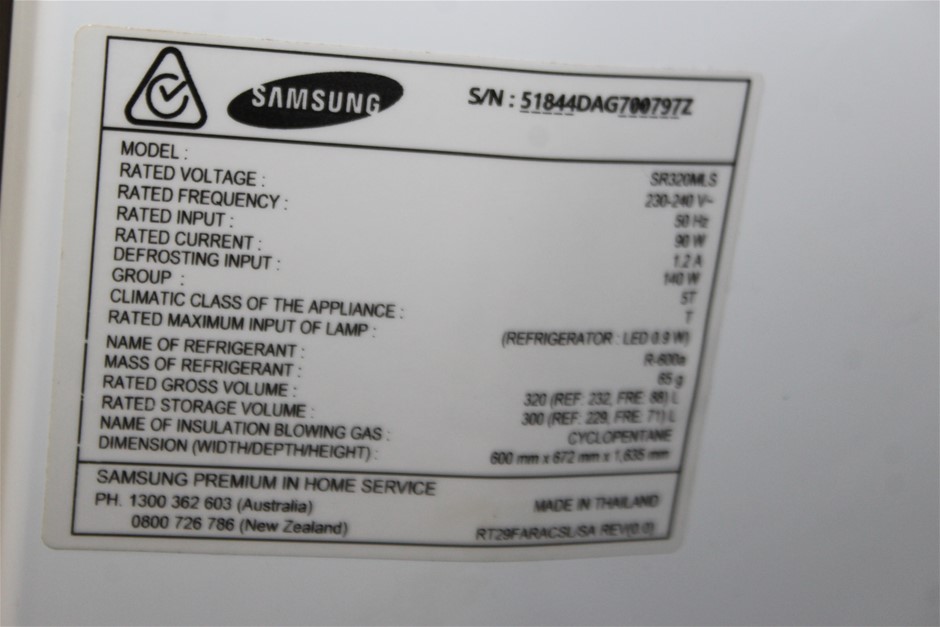 SAMSUNG S/N : 51844DAG700797Z
MODEL : SR320MLS
RATED VOLTAGE : 230-240 V~
RATED FREQUENCY : 50 Hz
RATED INPUT : 90 W
RATED CURRENT : 1.2 A
DEFROSTING INPUT : 140 W
GROUP : 5T
CLIMATIC CLASS OF THE APPLIANCE : T
RATED MAXIMUM INPUT OF LAMP : (REFRIGERATOR : LED 0.9 W)
NAME OF REFRIGERANT : R-600a
MASS OF REFRIGERANT : 65 g
RATED GROSS VOLUME : 320 (REF: 232, FRE: 88) L
RATED STORAGE VOLUME : 300 (REF: 229, FRE: 71) L
NAME OF INSULATION BLOWING GAS : CYCLOPENTANE
DIMENSION (WIDTH/DEPTH/HEIGHT) : 600 mm x 672 mm x 1,635 mm
SAMSUNG PREMIUM IN HOME SERVICE
PH. 1300 362 603 (Australia) MADE IN THAILAND
0800 726 786 (New Zealand) RT29FARACSL/SA REV(0.0)